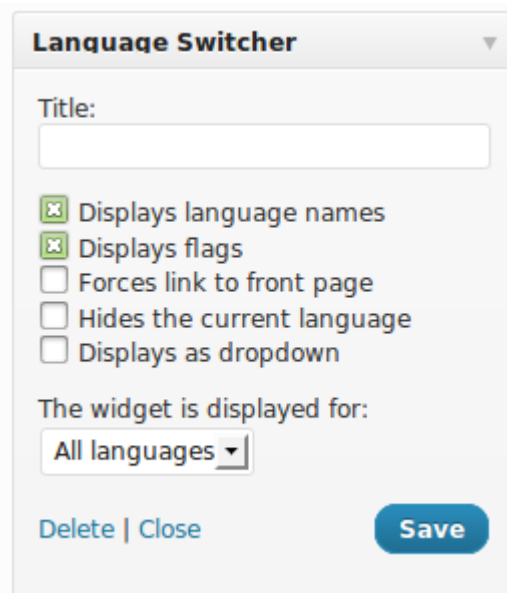 Language Switcher
Title:
Displays language names
Displays flags
Forces link to front page
Hides the current language
Displays as dropdown
The widget is displayed for:
All languages
Delete | Close
Save